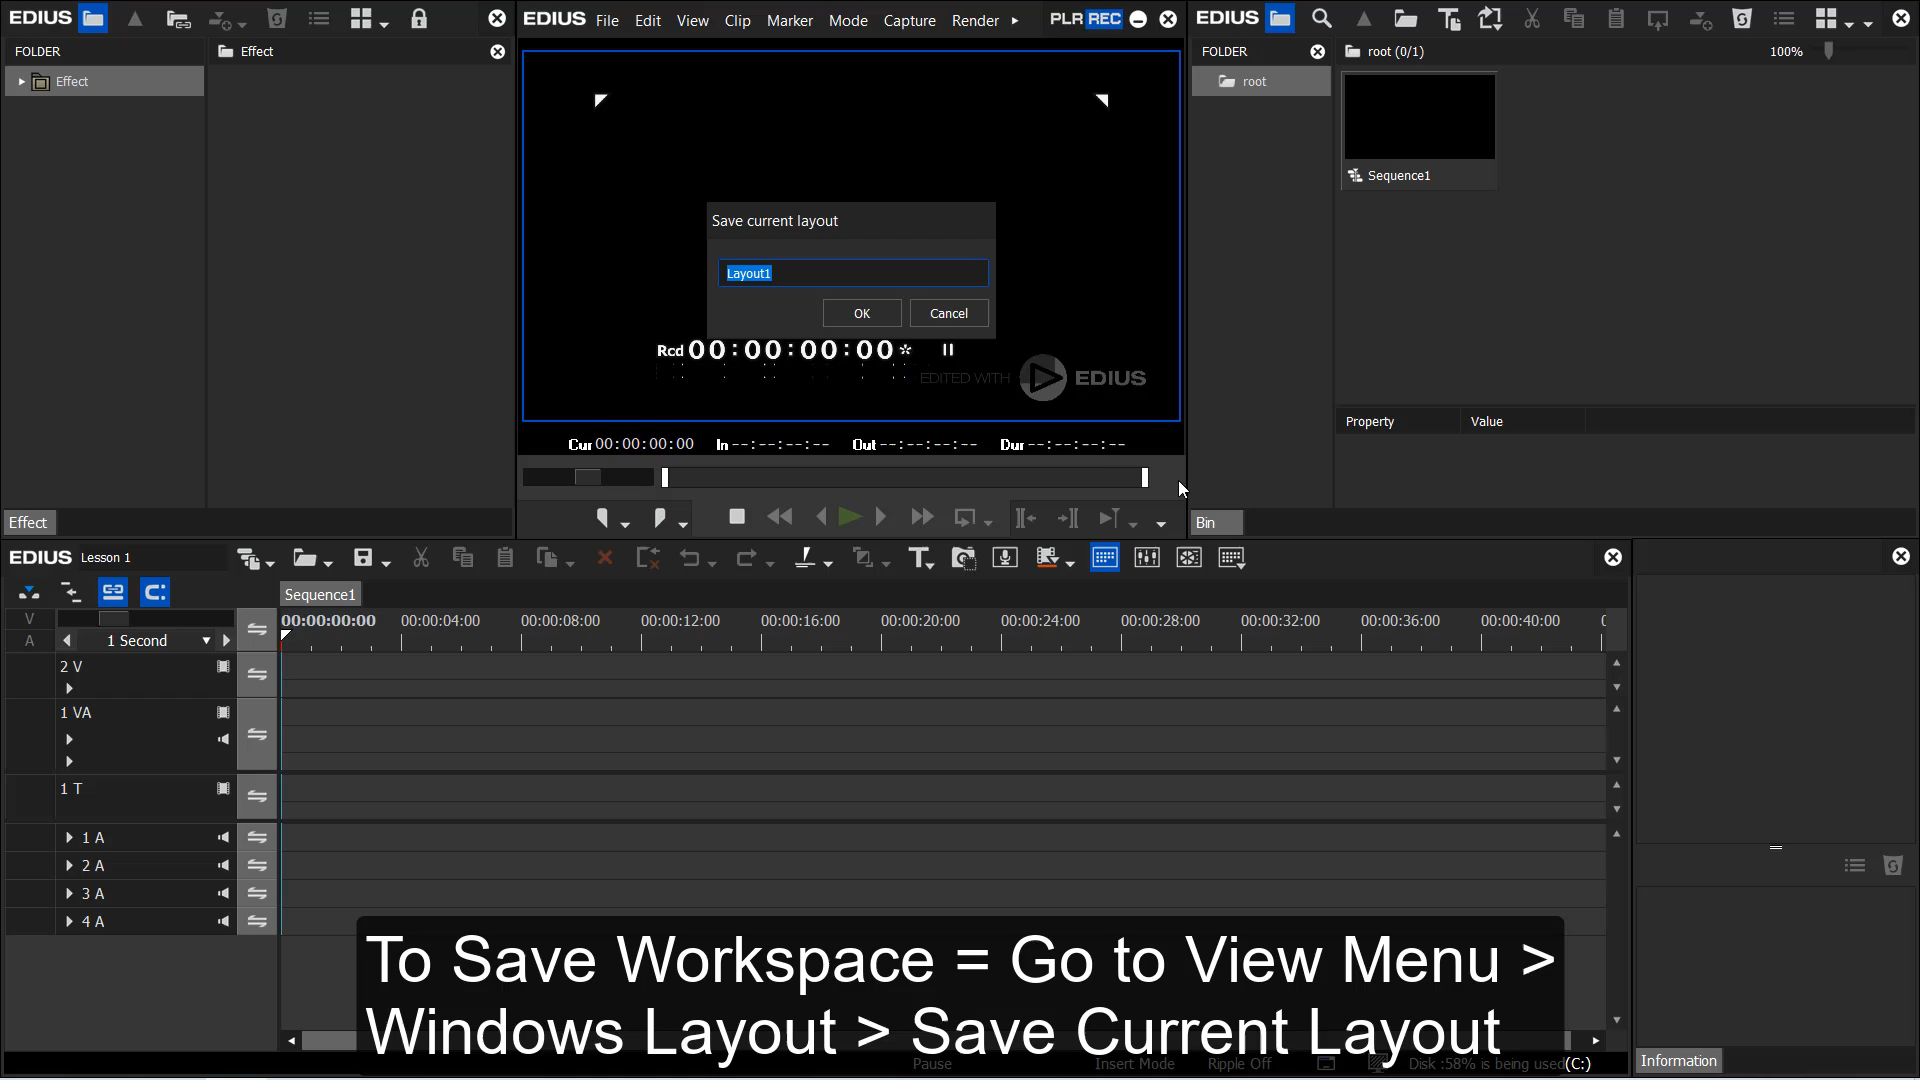 EDIUS
EDIUS File Edit View Clip Marker Mode Capture Render PLR REC
EDIUS
FOLDER
Effect
FOLDER
root (0/1)
100%
Effect
root
Sequence1
Save current layout
Layout1
OK Cancel
Rcd 00:00:00:00 *
EDITED WITH EDIUS
Property Value
Cur 00:00:00:00 In --:--:--:-- Out --:--:--:-- Dur --:--:--:--
Effect
Bin
EDIUS Lesson 1
Sequence1
V
00:00:00:00 00:00:04:00 00:00:08:00 00:00:12:00 00:00:16:00 00:00:20:00 00:00:24:00 00:00:28:00 00:00:32:00 00:00:36:00 00:00:40:00
A 1 Second
2 V
1 VA
1 T
1 A
2 A
3 A
4 A
To Save Workspace = Go to View Menu >
Windows Layout > Save Current Layout
Pause Insert Mode Ripple Off Disk :58% is being used (C:)
Information